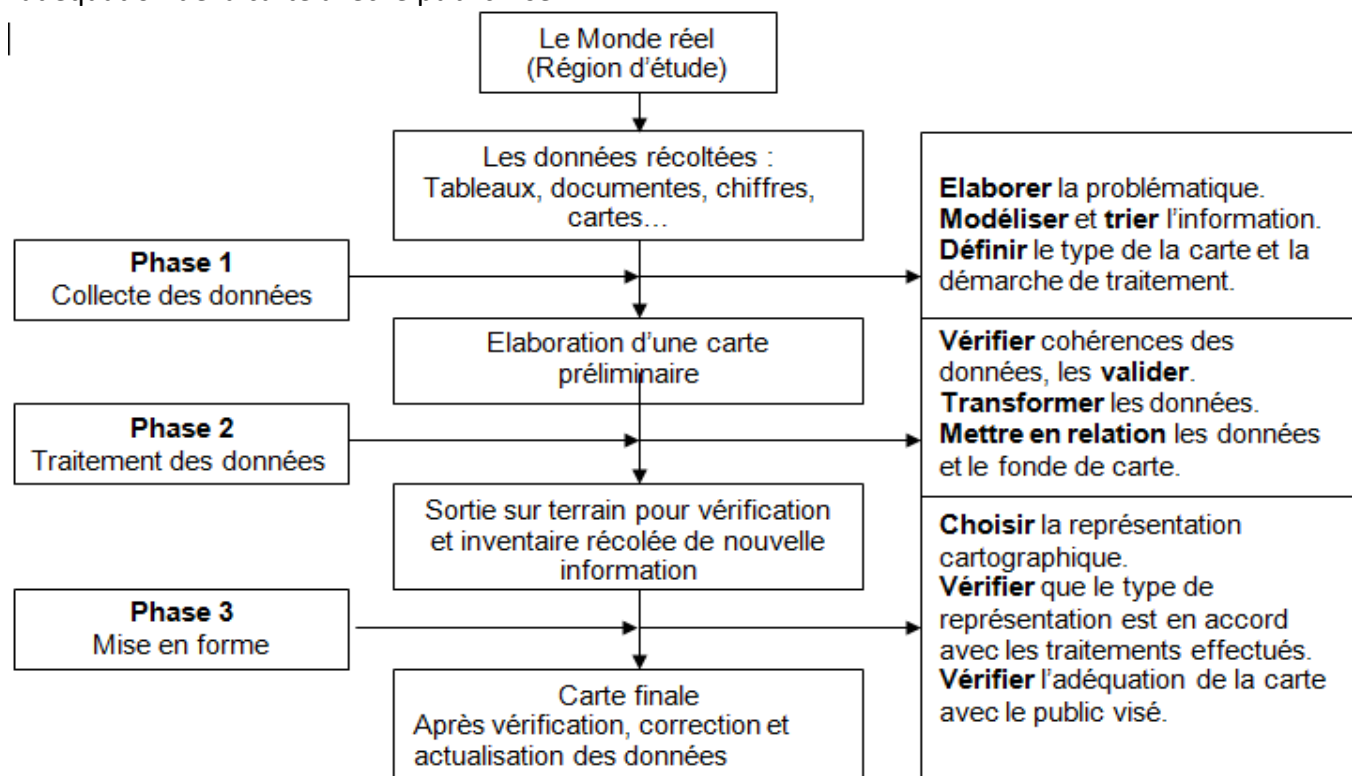 Le Monde réel
(Région d'étude)
Les données récoltées :
Tableaux, documentes, chiffres,
cartes...
Elaborer la problématique.
Modéliser et trier l'information.
Définir le type de la carte et la
démarche de traitement.
Phase 1
Collecte des données
Elaboration d'une carte
préliminaire
Vérifier cohérences des
données, les valider.
Transformer les données.
Mettre en relation les données
et le fonde de carte.
Phase 2
Traitement des données
Sortie sur terrain pour vérification
et inventaire récolée de nouvelle
information
Choisir la représentation
cartographique.
Vérifier que le type de
représentation est en accord
avec les traitements effectués.
Vérifier l'adéquation de la carte
avec le public visé.
Phase 3
Mise en forme
Carte finale
Après vérification, correction et
actualisation des données